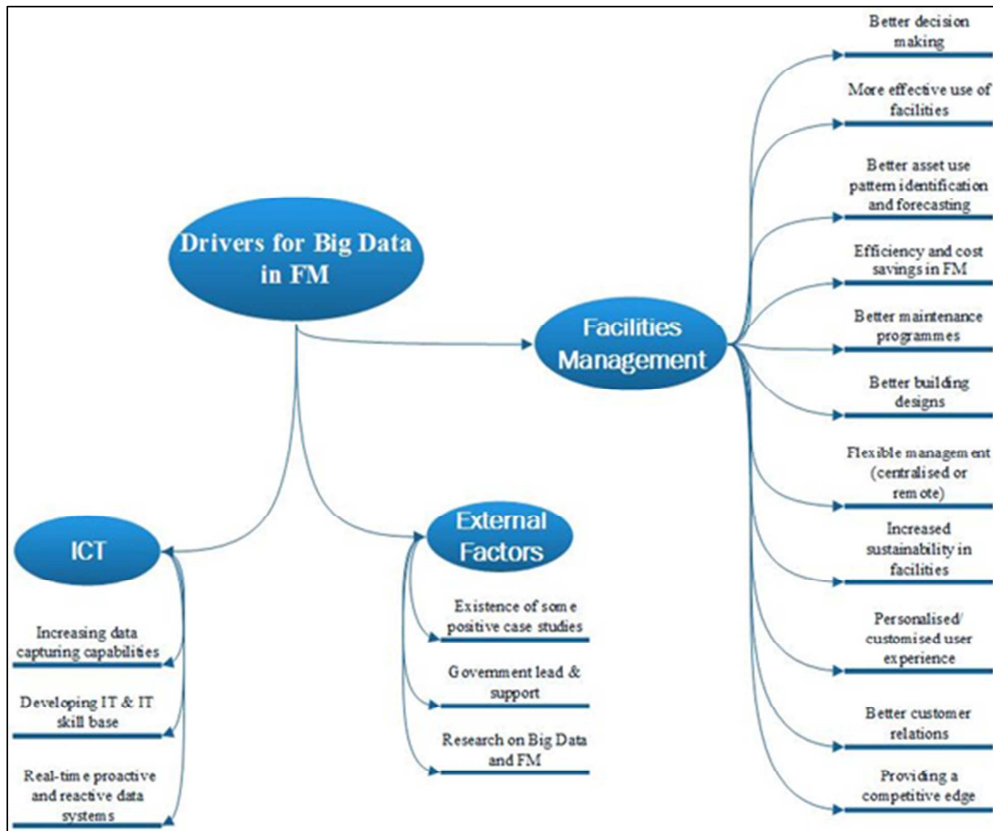 Drivers for Big Data
in FM
Facilities
Management
Better decision
making
More effective use of
facilities
Better asset use
pattern identification
and forecasting
Efficiency and cost
savings in FM
Better maintenance
programmes
Better building
designs
Flexible management
(centralised or
remote)
Increased
sustainability in
facilities
Personalised/
customised user
experience
Better customer
relations
Providing a
competitive edge
External
Factors
Existence of some
positive case studies
Government lead &
support
Research on Big Data
and FM
ICT
Increasing data
capturing capabilities
Developing IT & IT
skill base
Real-time proactive
and reactive data
systems